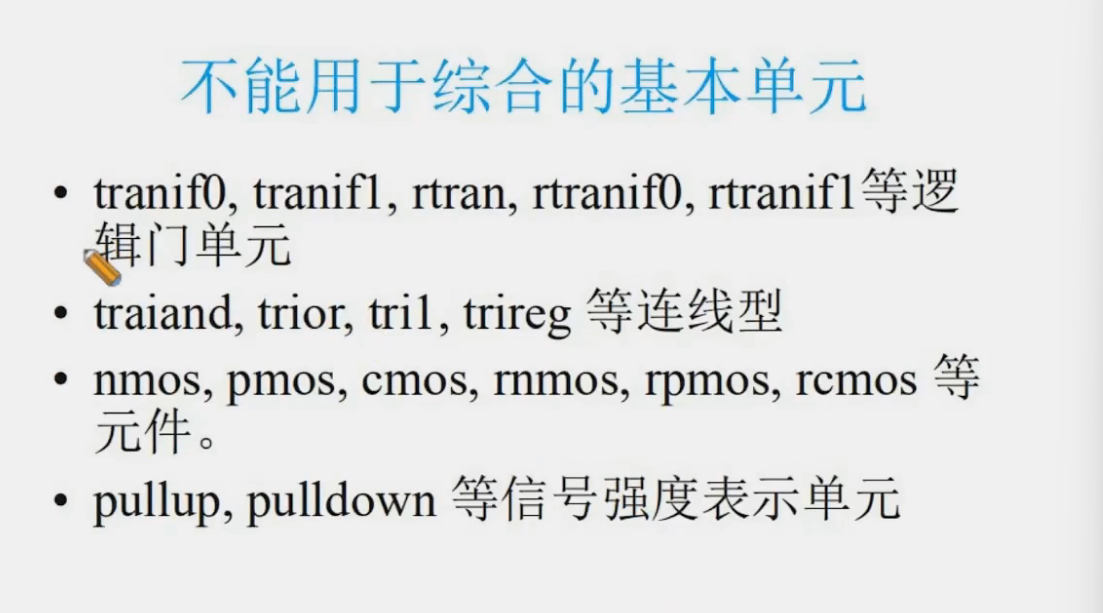 不能用于综合的基本单元
• tranif0, tranif1, rtran, rtranif0, rtranif1等逻
辑门单元
• traiand, trior, tri1, trireg 等连线型
• nmos, pmos, cmos, rnmos, rpmos, rcmos 等
元件。
• pullup, pulldown 等信号强度表示单元